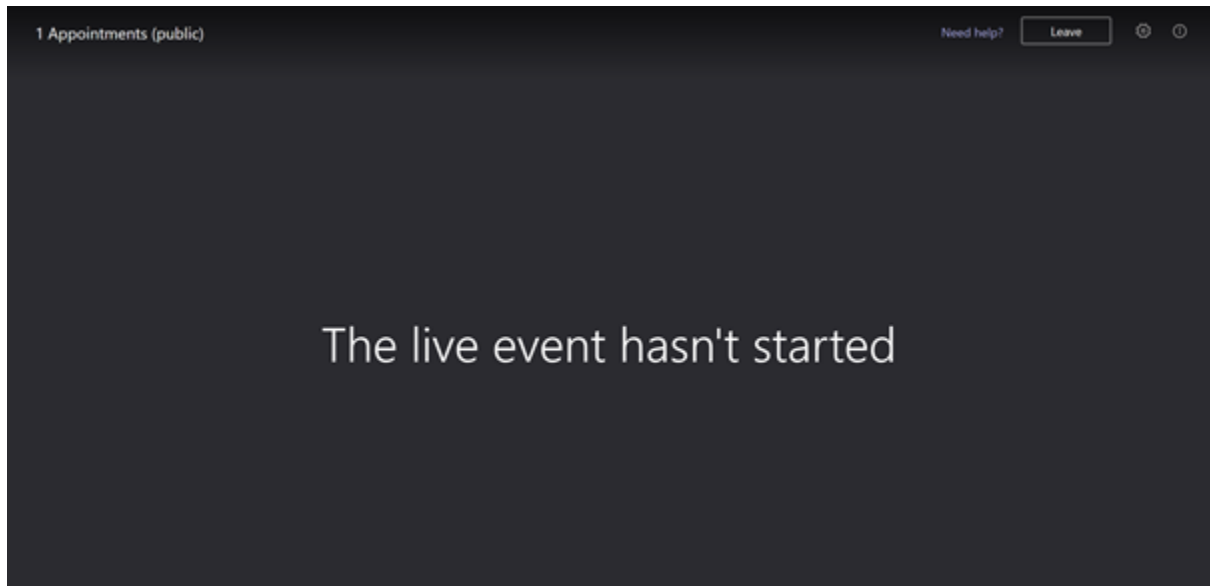 1 Appointments (public)
Need help?
Leave
The live event hasn't started